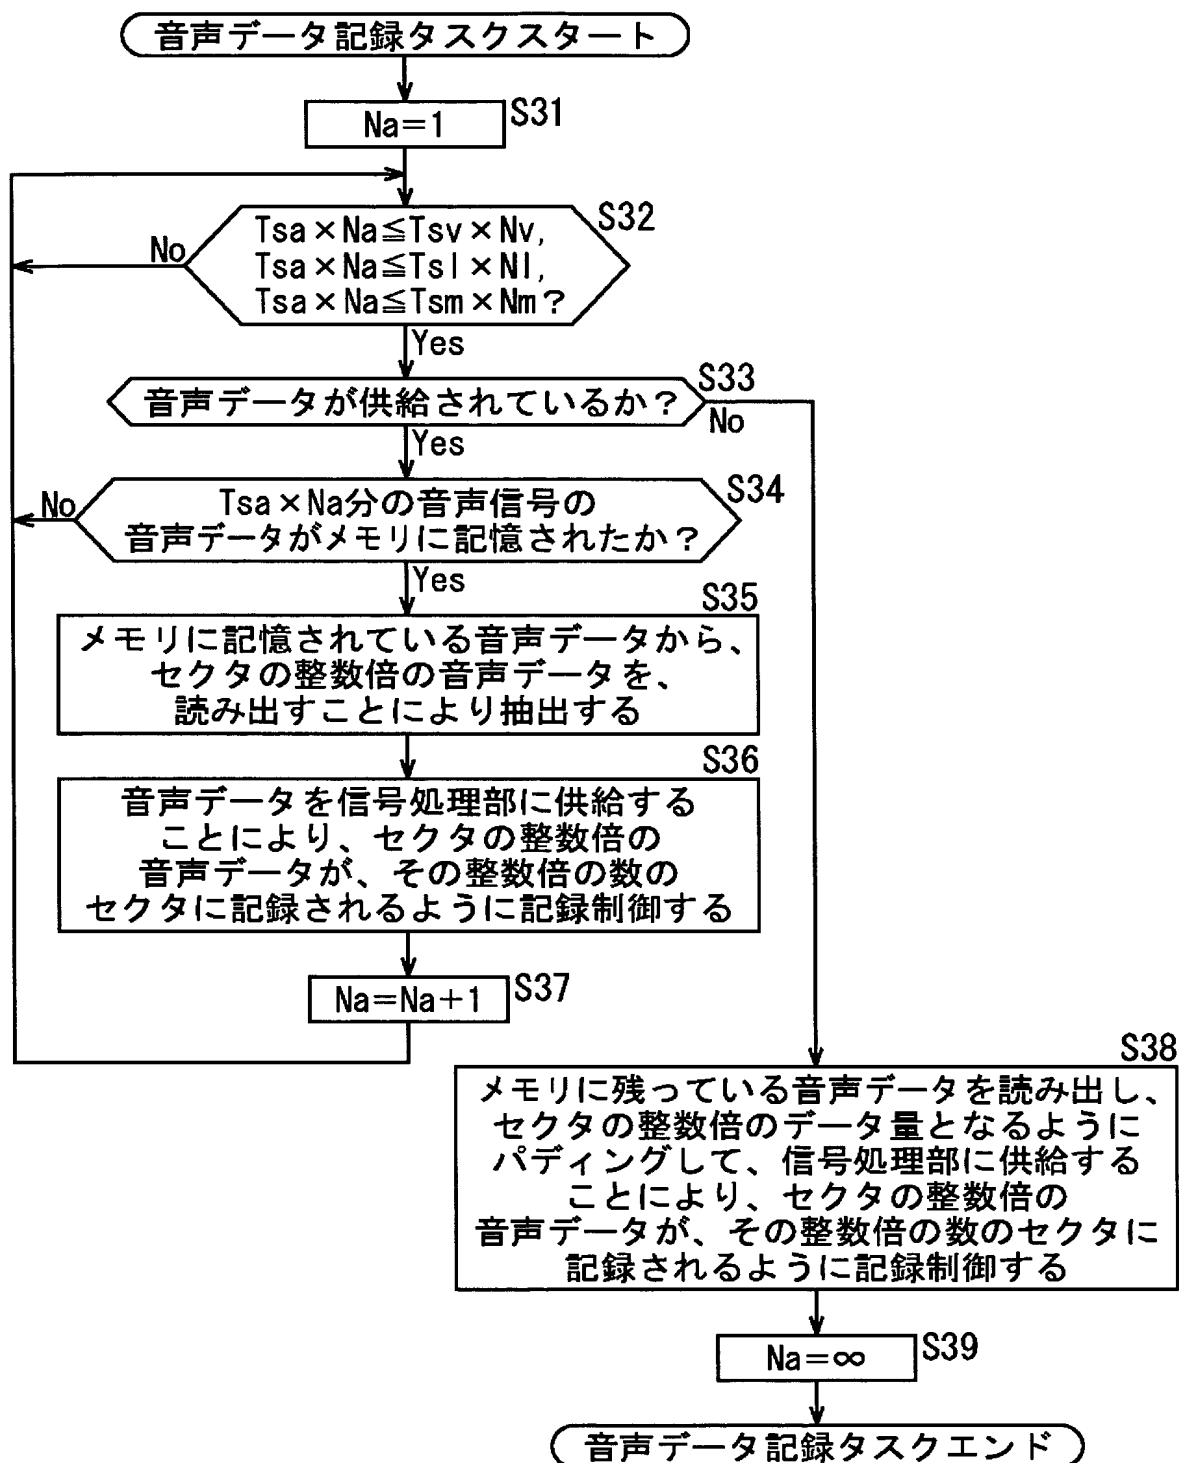 音声データ記録タスクスタート
Na=1
S31
Tsa×Na≦Tsv×Nv,
Tsa×Na≦Tsl×Nl,
Tsa×Na≦Tsm×Nm?
S32
No
Yes
音声データが供給されているか?
S33
No
Yes
Tsa×Na分の音声信号の
音声データがメモリに記憶されたか?
S34
No
Yes
S35
メモリに記憶されている音声データから、
セクタの整数倍の音声データを、
読み出すことにより抽出する
S36
音声データを信号処理部に供給する
ことにより、セクタの整数倍の
音声データが、その整数倍の数の
セクタに記録されるように記録制御する
Na=Na+1
S37
S38
メモリに残っている音声データを読み出し、
セクタの整数倍のデータ量となるように
パディングして、信号処理部に供給する
ことにより、セクタの整数倍の
音声データが、その整数倍の数のセクタに
記録されるように記録制御する
Na=∞
S39
音声データ記録タスクエンド